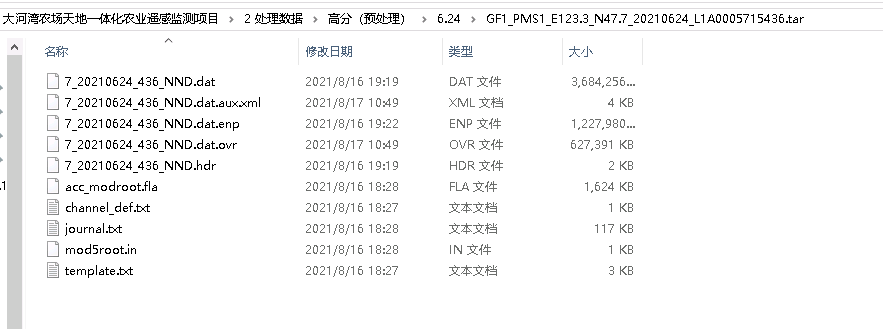 大河湾农场天地一体化农业遥感监测项目 › 2 处理数据 › 高分（预处理） › 6.24 › GF1_PMS1_E123.3_N47.7_20210624_L1A0005715436.tar
名称 修改日期 类型 大小
7_20210624_436_NND.dat 2021/8/16 19:19 DAT 文件 3,684,256...
7_20210624_436_NND.dat.aux.xml 2021/8/17 10:49 XML 文档 4 KB
7_20210624_436_NND.dat.enp 2021/8/16 19:22 ENP 文件 1,227,980...
7_20210624_436_NND.dat.ovr 2021/8/17 10:49 OVR 文件 627,391 KB
7_20210624_436_NND.hdr 2021/8/16 19:19 HDR 文件 2 KB
acc_modroot.fla 2021/8/16 18:28 FLA 文件 1,624 KB
channel_def.txt 2021/8/16 18:27 文本文档 1 KB
journal.txt 2021/8/16 18:28 文本文档 117 KB
mod5root.in 2021/8/16 18:28 IN 文件 1 KB
template.txt 2021/8/16 18:27 文本文档 3 KB
.1